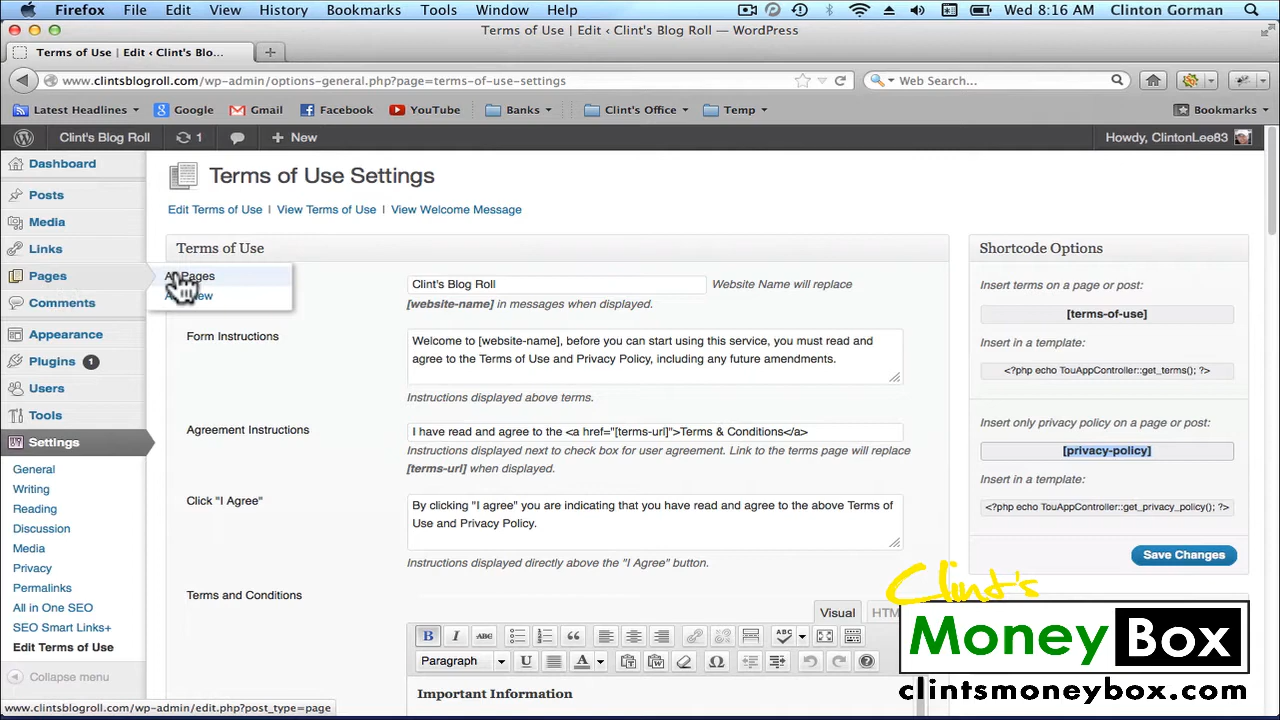 Firefox File Edit View History Bookmarks Tools Window Help Wed 8:16 AM Clinton Gorman
Terms of Use | Edit ‹ Clint's Blog Roll — WordPress
Terms of Use | Edit ‹ Clint's Blo...
www.clintsblogroll.com/wp-admin/options-general.php?page=terms-of-use-settings Web Search...
Latest Headlines Google Gmail Facebook YouTube Banks Clint's Office Temp Bookmarks
Clint's Blog Roll 1 + New Howdy, ClintonLee83
Dashboard
Posts
Media
Links
Pages
Comments
Appearance
Plugins 1
Users
Tools
Settings
General
Writing
Reading
Discussion
Media
Privacy
Permalinks
All in One SEO
SEO Smart Links+
Edit Terms of Use
Collapse menu
Pages
Terms of Use Settings
Edit Terms of Use | View Terms of Use | View Welcome Message
Terms of Use
Clint's Blog Roll Website Name will replace
[website-name] in messages when displayed.
Form Instructions
Welcome to [website-name], before you can start using this service, you must read and
agree to the Terms of Use and Privacy Policy, including any future amendments.
Instructions displayed above terms.
Agreement Instructions
I have read and agree to the <a href="[terms-url]">Terms & Conditions</a>
Instructions displayed next to check box for user agreement. Link to the terms page will replace
[terms-url] when displayed.
Click "I Agree"
By clicking "I agree" you are indicating that you have read and agree to the above Terms of
Use and Privacy Policy.
Instructions displayed directly above the "I Agree" button.
Terms and Conditions
Visual HTM
B I ABC
Paragraph U A
Important Information
Shortcode Options
Insert terms on a page or post:
[terms-of-use]
Insert in a template:
<?php echo TouAppController::get_terms(); ?>
Insert only privacy policy on a page or post:
[privacy-policy]
Insert in a template:
<?php echo TouAppController::get_privacy_policy(); ?>
Save Changes
Clint's
Money Box
clintsmoneybox.com
www.clintsblogroll.com/wp-admin/edit.php?post_type=page